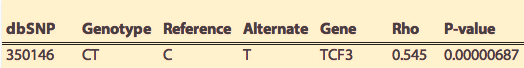 dbSNP Genotype Reference Alternate Gene Rho P-value
350146 CT C T TCF3 0.545 0.00000687